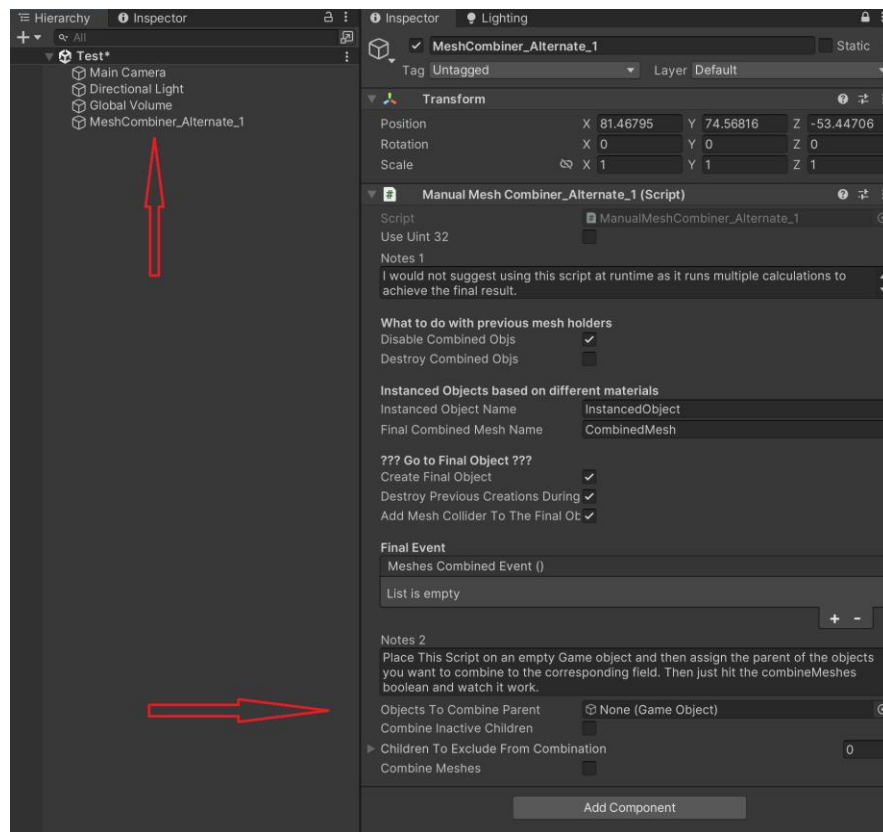 Hierarchy
Inspector
All
Test*
Main Camera
Directional Light
Global Volume
MeshCombiner_Alternate_1
Inspector
Lighting
MeshCombiner_Alternate_1
Static
Tag Untagged
Layer Default
Transform
Position X 81.46795 Y 74.56816 Z -53.44706
Rotation X 0 Y 0 Z 0
Scale X 1 Y 1 Z 1
# Manual Mesh Combiner_Alternate_1 (Script)
Script ManualMeshCombiner_Alternate_1
Use Uint 32
Notes 1
I would not suggest using this script at runtime as it runs multiple calculations to
achieve the final result.
What to do with previous mesh holders
Disable Combined Objs
Destroy Combined Objs
Instanced Objects based on different materials
Instanced Object Name InstancedObject
Final Combined Mesh Name CombinedMesh
??? Go to Final Object ???
Create Final Object
Destroy Previous Creations During
Add Mesh Collider To The Final Ob
Final Event
Meshes Combined Event ()
List is empty
+ -
Notes 2
Place This Script on an empty Game object and then assign the parent of the objects
you want to combine to the corresponding field. Then just hit the combineMeshes
boolean and watch it work.
Objects To Combine Parent None (Game Object)
Combine Inactive Children
Children To Exclude From Combination 0
Combine Meshes
Add Component